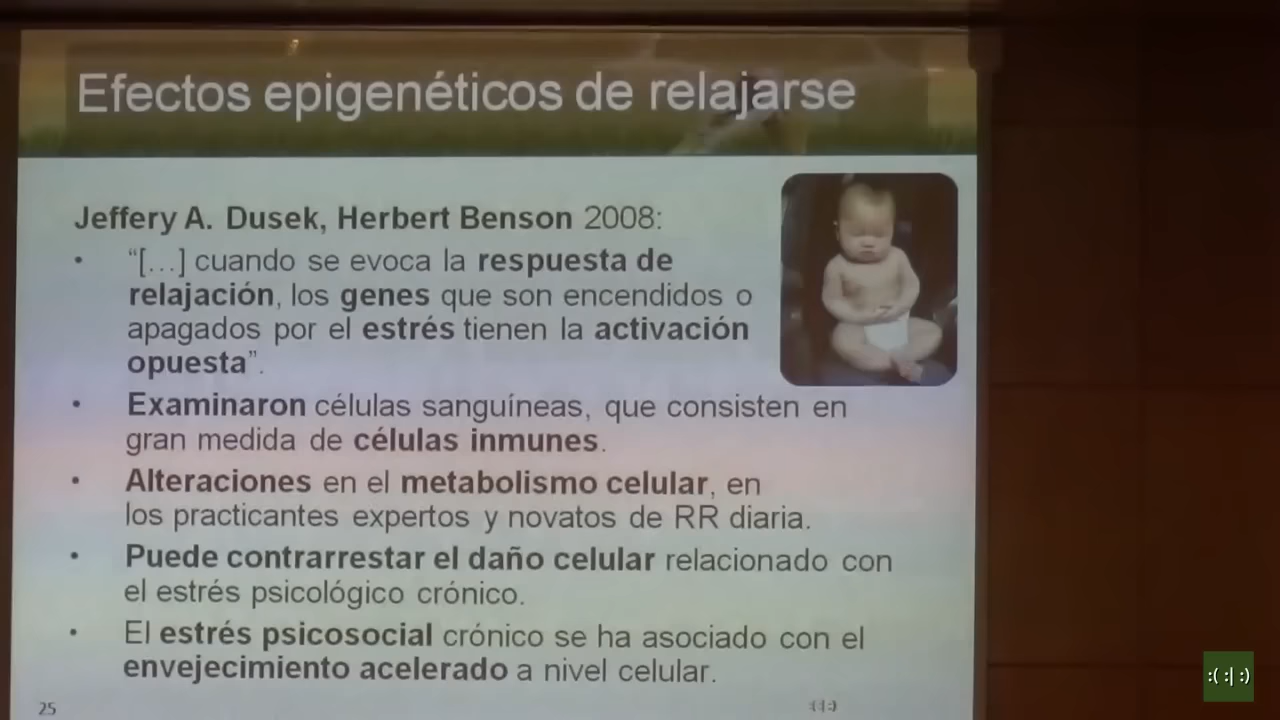 Efectos epigenéticos de relajarse
Jeffery A. Dusek, Herbert Benson 2008:
• "[...] cuando se evoca la respuesta de
relajación, los genes que son encendidos o
apagados por el estrés tienen la activación
opuesta".
• Examinaron células sanguíneas, que consisten en
gran medida de células inmunes.
• Alteraciones en el metabolismo celular, en
los practicantes expertos y novatos de RR diaria.
• Puede contrarrestar el daño celular relacionado con
el estrés psicológico crónico.
• El estrés psicosocial crónico se ha asociado con el
envejecimiento acelerado a nivel celular.
25
:(:|:)
:(:|:)